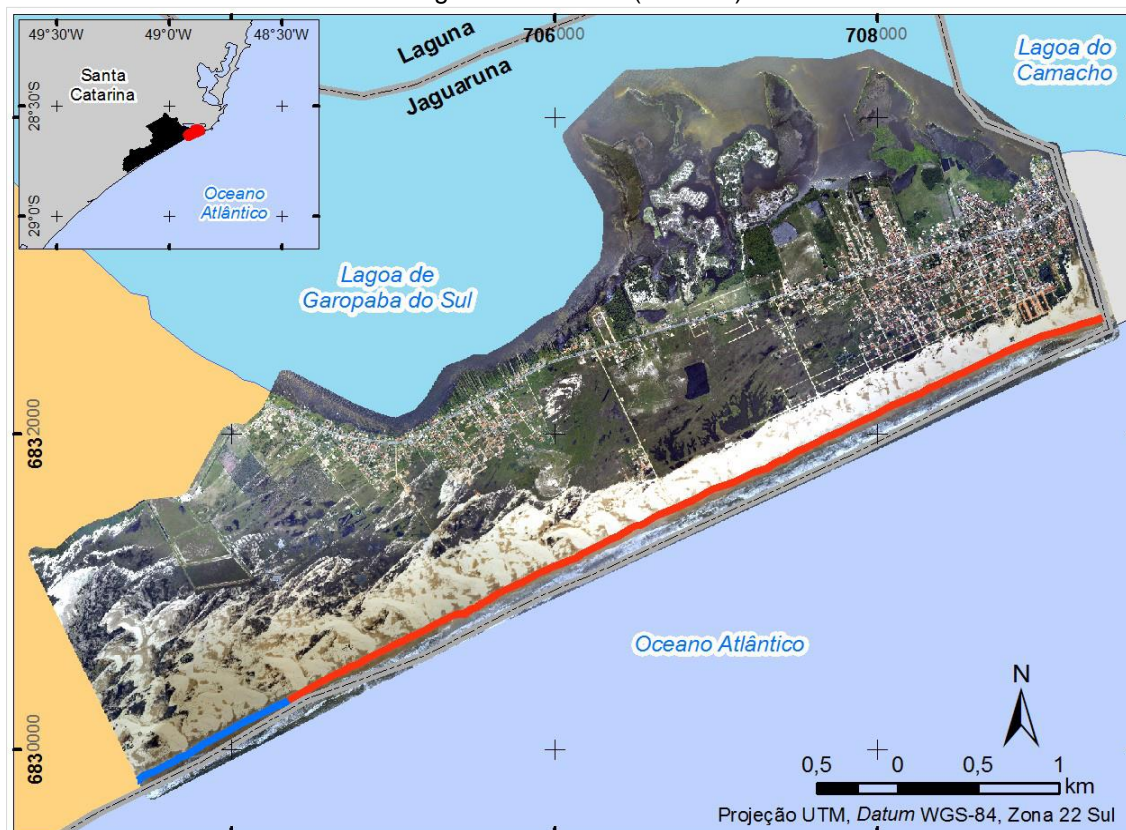 49°30'W 49°0'W 48°30'W
706000
708000
Laguna
Jaguaruna
Lagoa do
Camacho
Santa
Catarina
28°30'S
Oceano
Atlântico
29°0'S
Lagoa de
Garopaba do Sul
6832000
Oceano Atlântico
N
6830000
0,5 0 0,5 1
km
Projeção UTM, Datum WGS-84, Zona 22 Sul